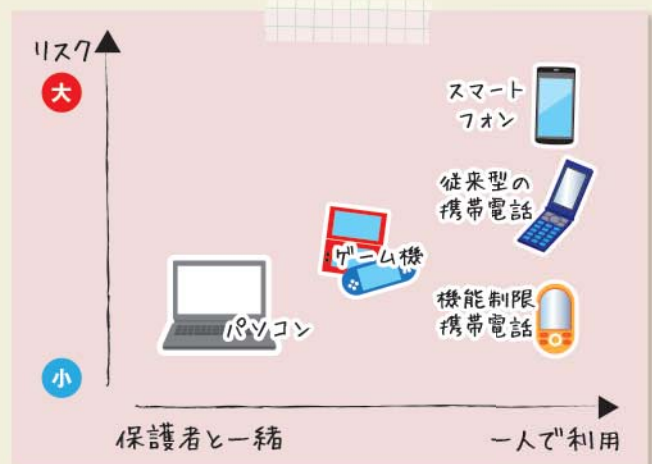 リスク
大
スマート
フォン
従来型の
携帯電話
ゲーム機
機能制限
携帯電話
パソコン
小
保護者と一緒
一人で利用